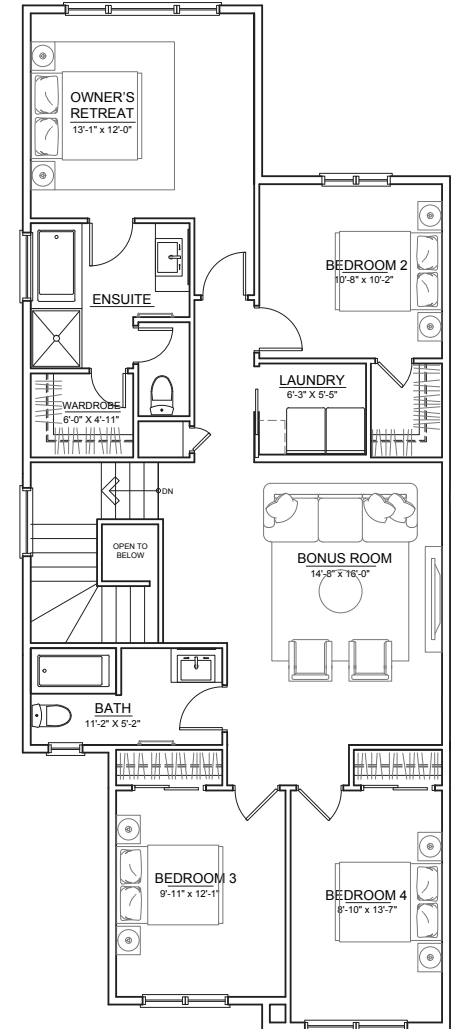 OWNER'S
RETREAT
13'-1" x 12'-0"
BEDROOM 2
10'-8" x 10'-2"
ENSUITE
LAUNDRY
6'-3" X 5'-5"
WARDROBE
6'-0" X 4'-11"
DN
OPEN TO
BELOW
BONUS ROOM
14'-8" x 16'-0"
BATH
11'-2" X 5'-2"
BEDROOM 3
9'-11" x 12'-1"
BEDROOM 4
8'-10" x 13'-7"